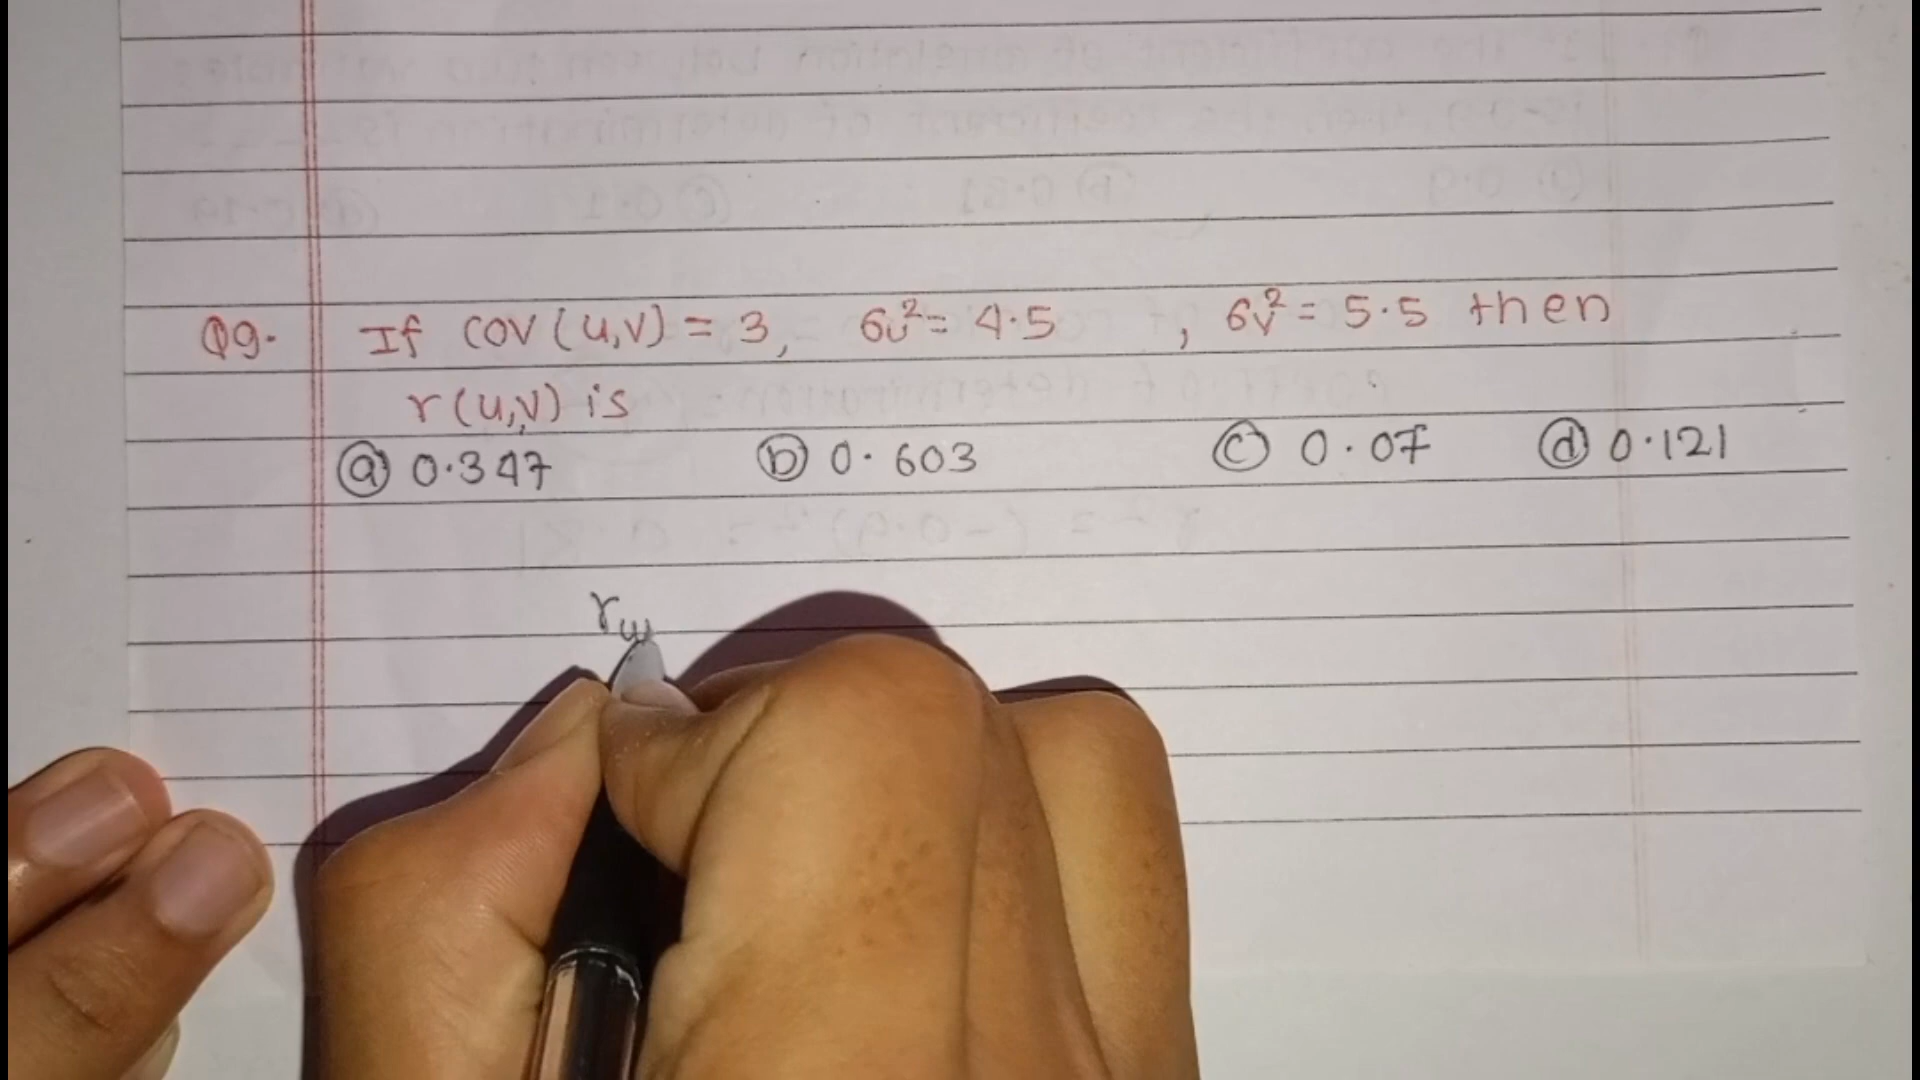 Q9. If cov(u,v) = 3, 6u² = 4.5 , 6v² = 5.5 then
r(u,v) is
ⓐ 0.347 ⓑ 0.603 ⓒ 0.07 ⓓ 0.121